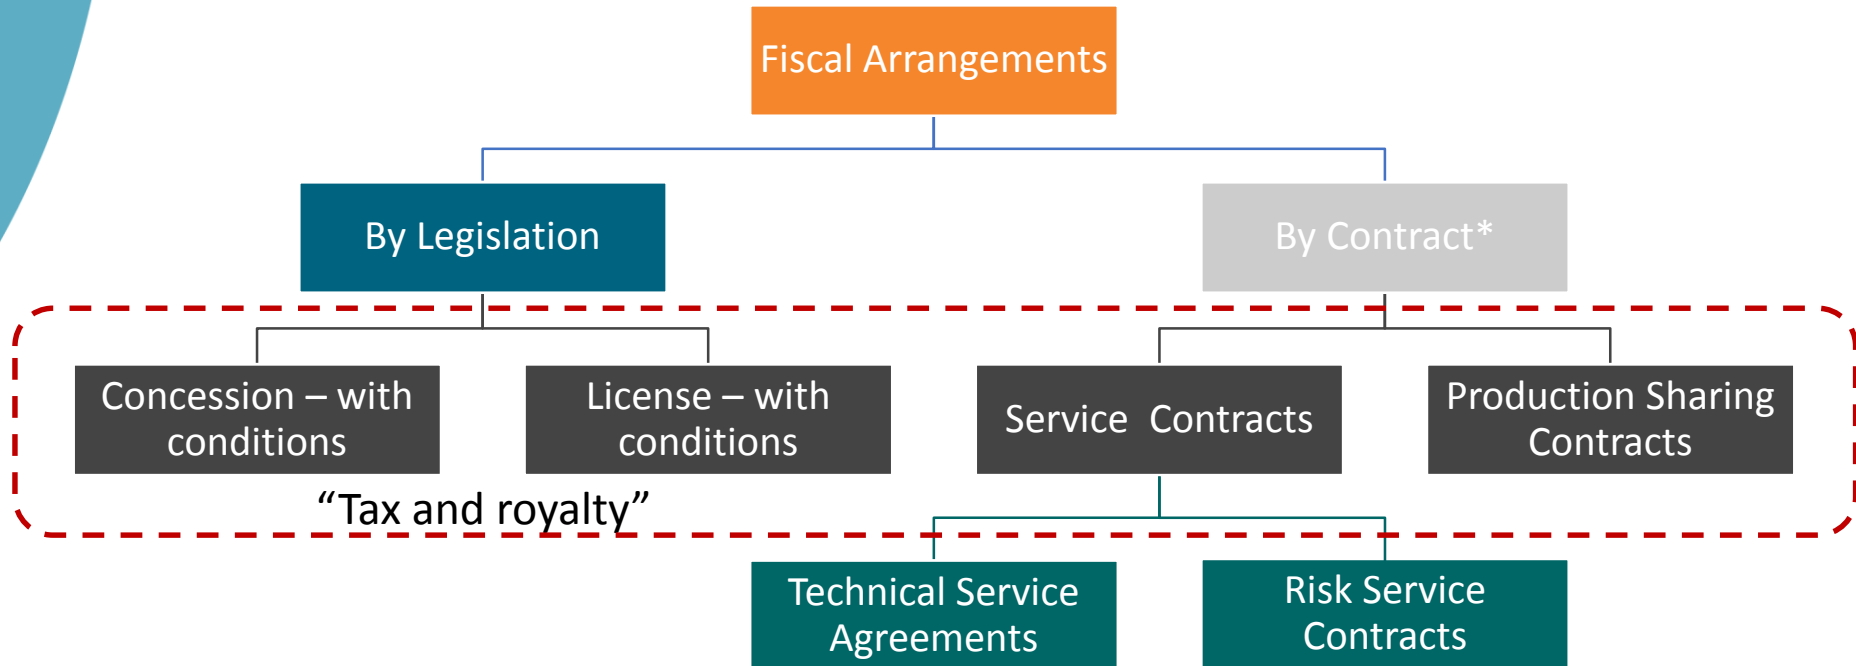 Fiscal Arrangements
By Legislation
By Contract*
Concession – with
conditions
License – with
conditions
Service Contracts
Production Sharing
Contracts
“Tax and royalty”
Technical Service
Agreements
Risk Service
Contracts